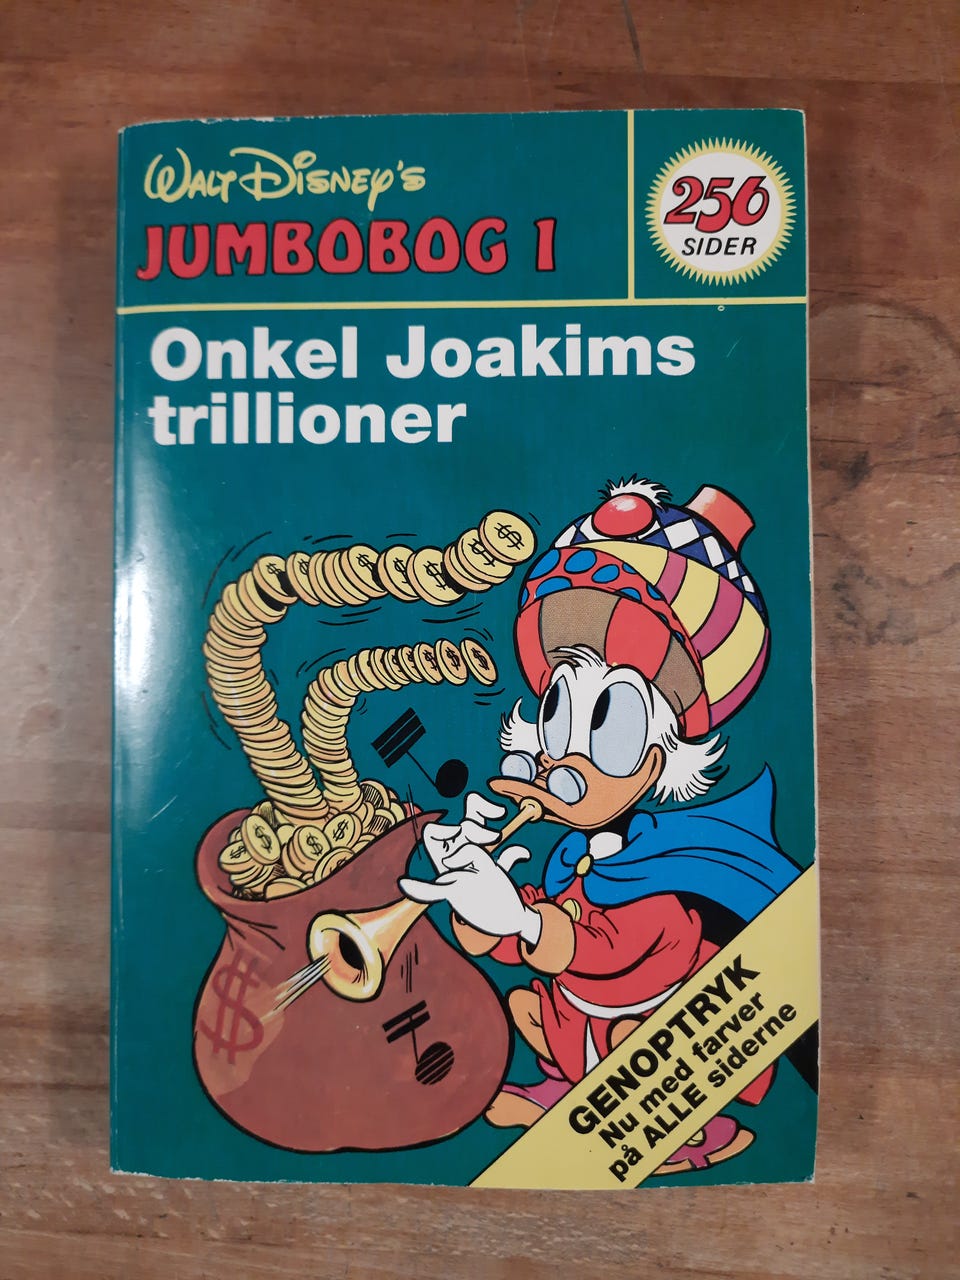 WALT DISNEY'S
JUMBOBOG 1
256
SIDER
Onkel Joakims
trillioner
GENOPTRYK
Nu med farver
på ALLE siderne